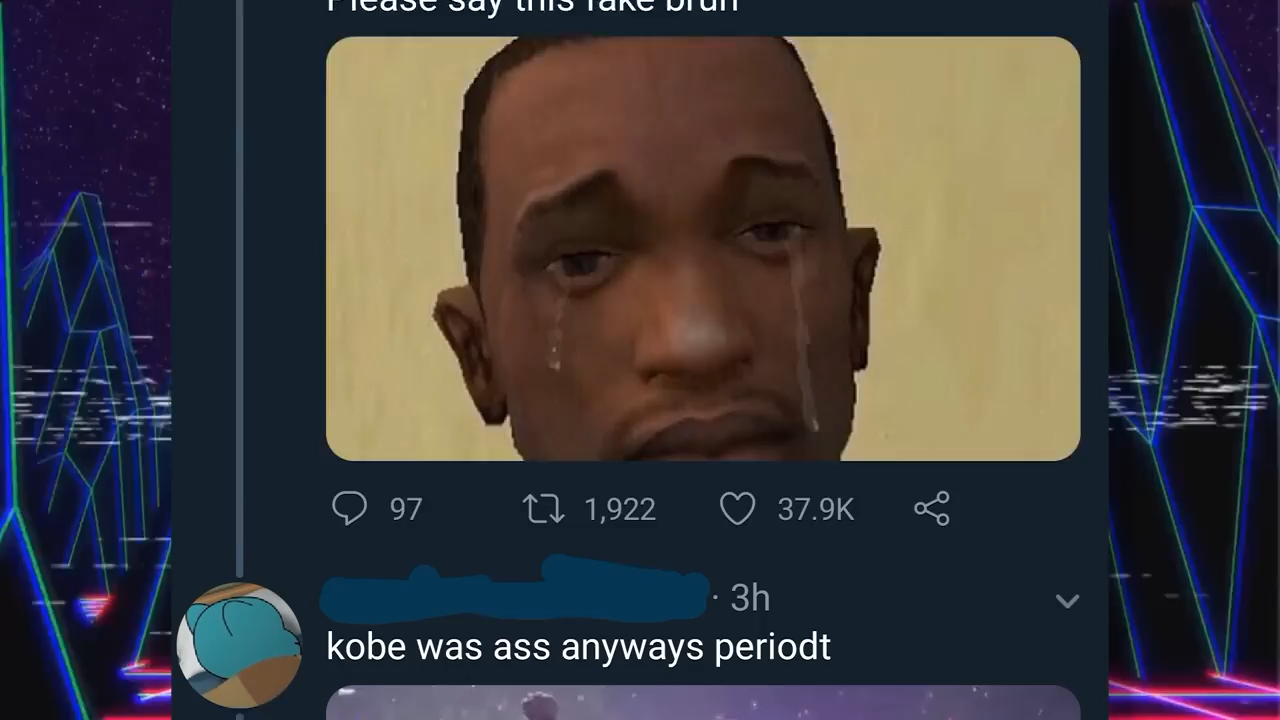 Please say this fake bruh
97 1,922 37.9K
· 3h
kobe was ass anyways periodt